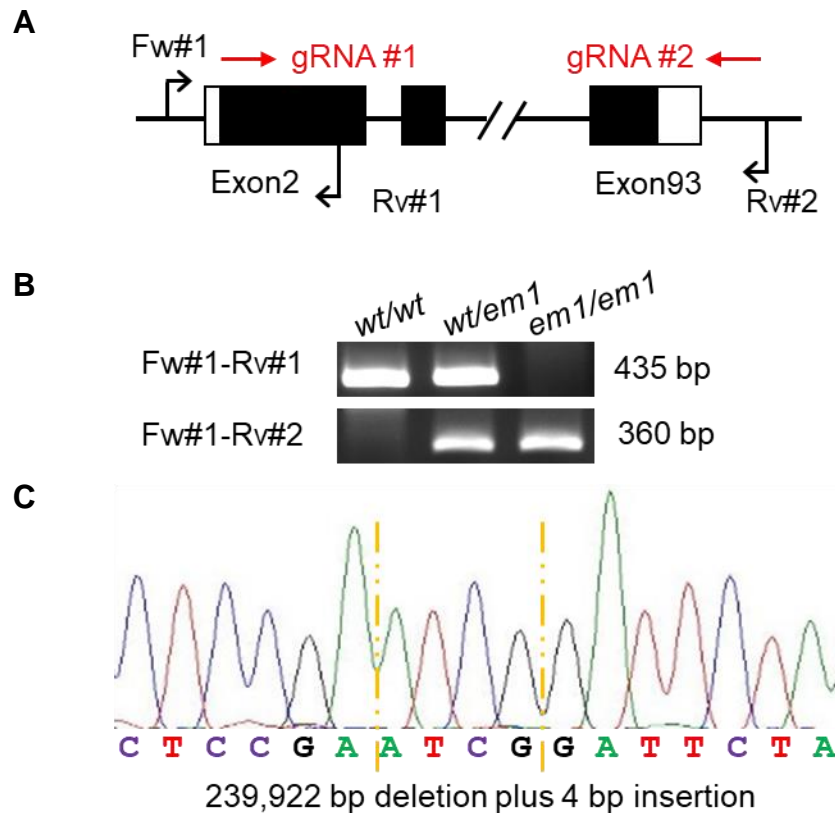 A
Fw#1
gRNA #1
gRNA #2
Exon2
Rv#1
Exon93
Rv#2
B
wt/wt
wt/em1
em1/em1
Fw#1-Rv#1
435 bp
Fw#1-Rv#2
360 bp
C
C T C C G A A T C G G A T T C T A
239,922 bp deletion plus 4 bp insertion